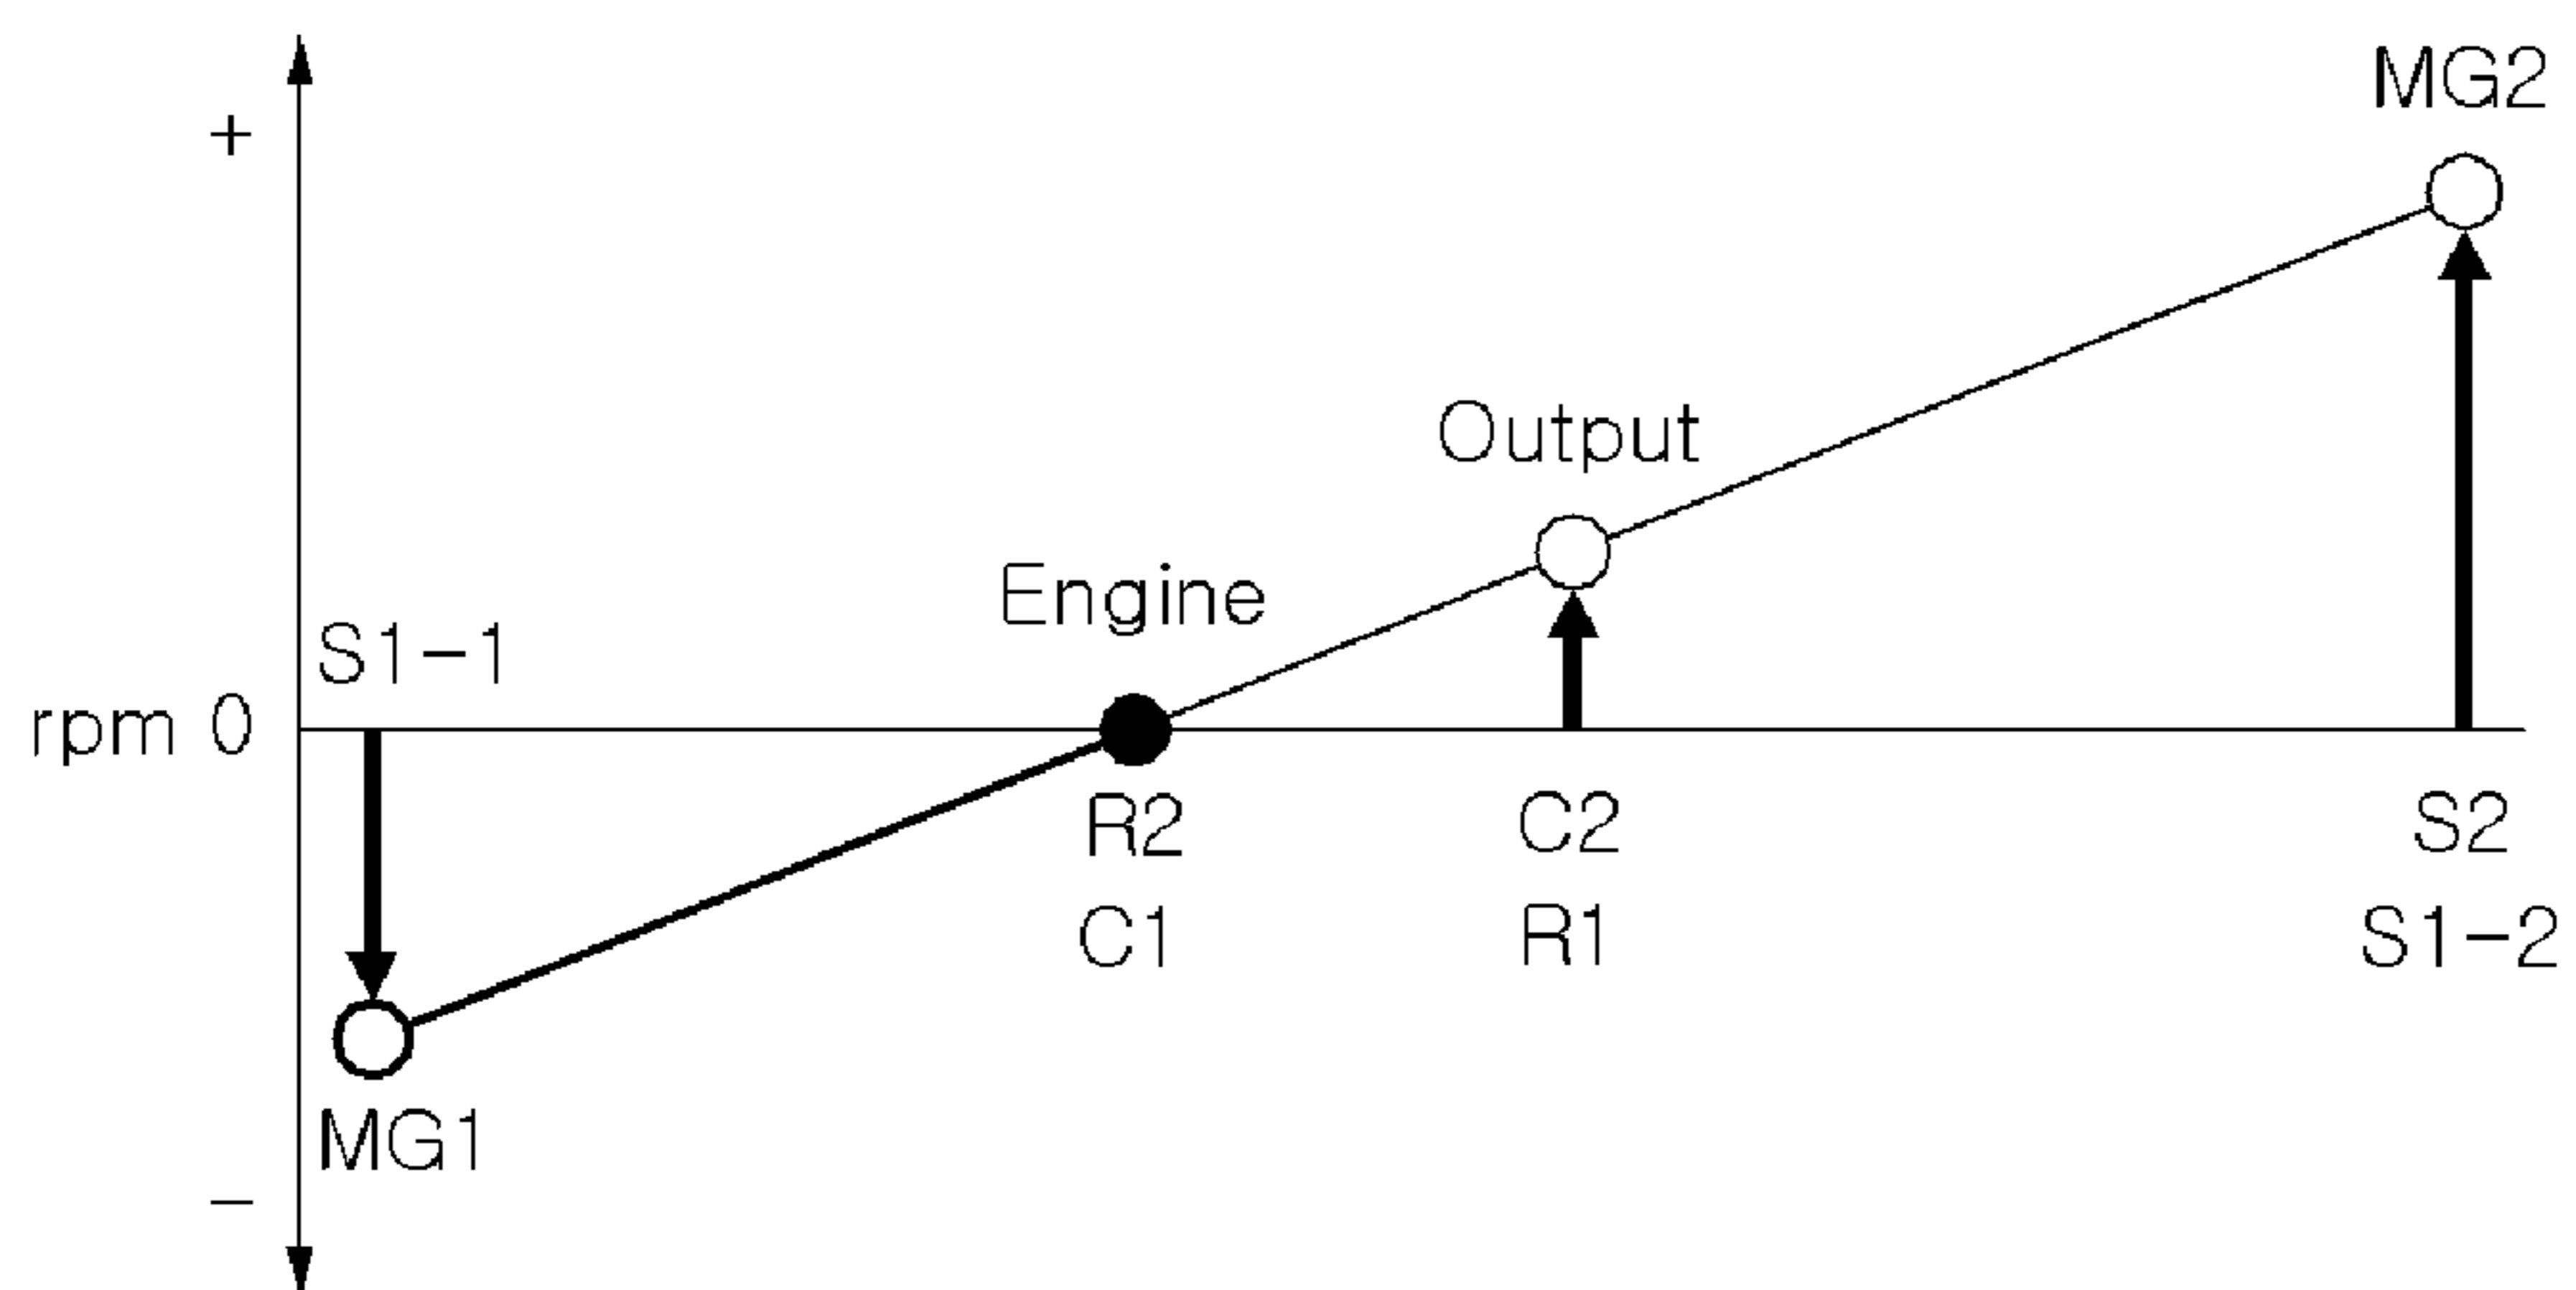 MG2
+
Output
Engine
S1-1
rpm 0
R2
C2
S2
C1
R1
S1-2
MG1
-